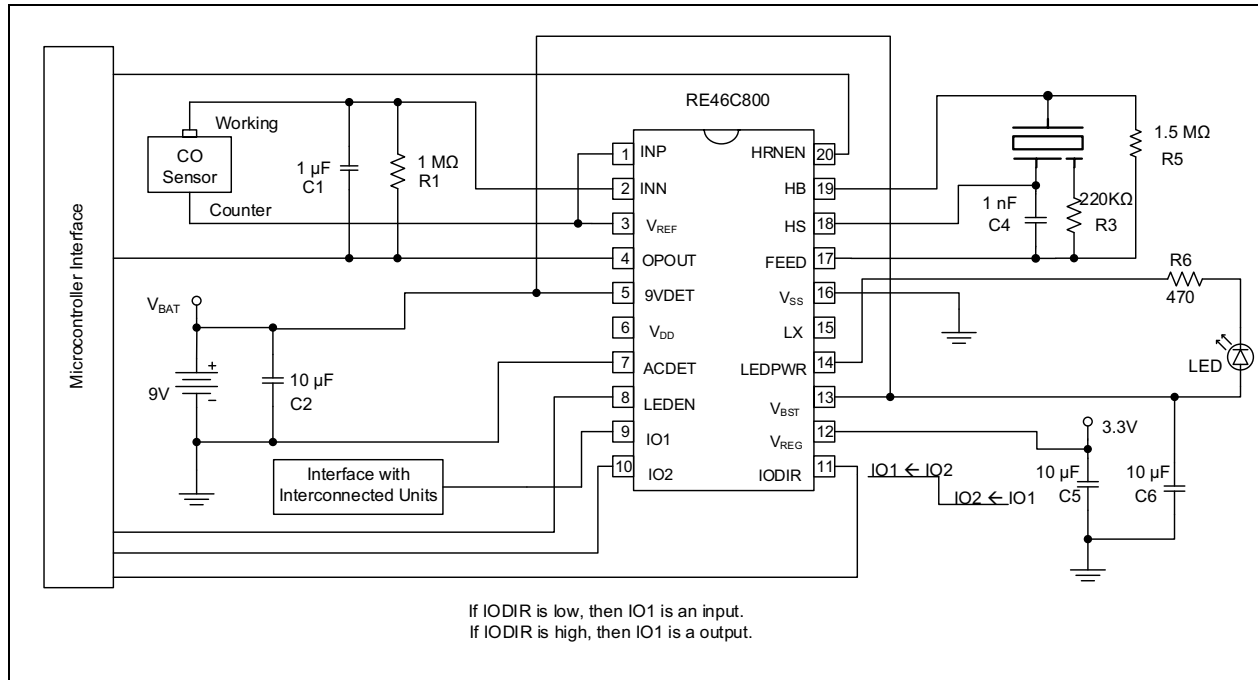 Microcontroller Interface
RE46C800
Working
CO
Sensor
Counter
1 µF
C1
1 MΩ
R1
1 INP
2 INN
3 VREF
4 OPOUT
5 9VDET
6 VDD
7 ACDET
8 LEDEN
9 IO1
10 IO2
HRNEN 20
HB 19
HS 18
FEED 17
VSS 16
LX 15
LEDPWR 14
VBST 13
VREG 12
IODIR 11
VBAT
9V
+
-
10 µF
C2
Interface with
Interconnected Units
1 nF
C4
220KΩ
R3
1.5 MΩ
R5
R6
470
LED
3.3V
10 µF
C5
10 µF
C6
IO1 ← IO2
IO2 ← IO1
If IODIR is low, then IO1 is an input.
If IODIR is high, then IO1 is a output.